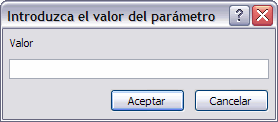 Introduzca el valor del parámetro
Valor
Aceptar Cancelar